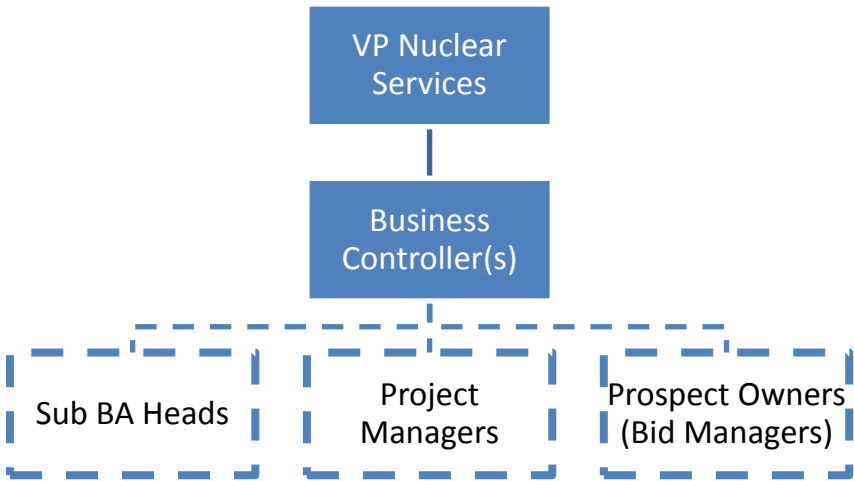 VP Nuclear
Services
Business
Controller(s)
Sub BA Heads
Project
Managers
Prospect Owners
(Bid Managers)